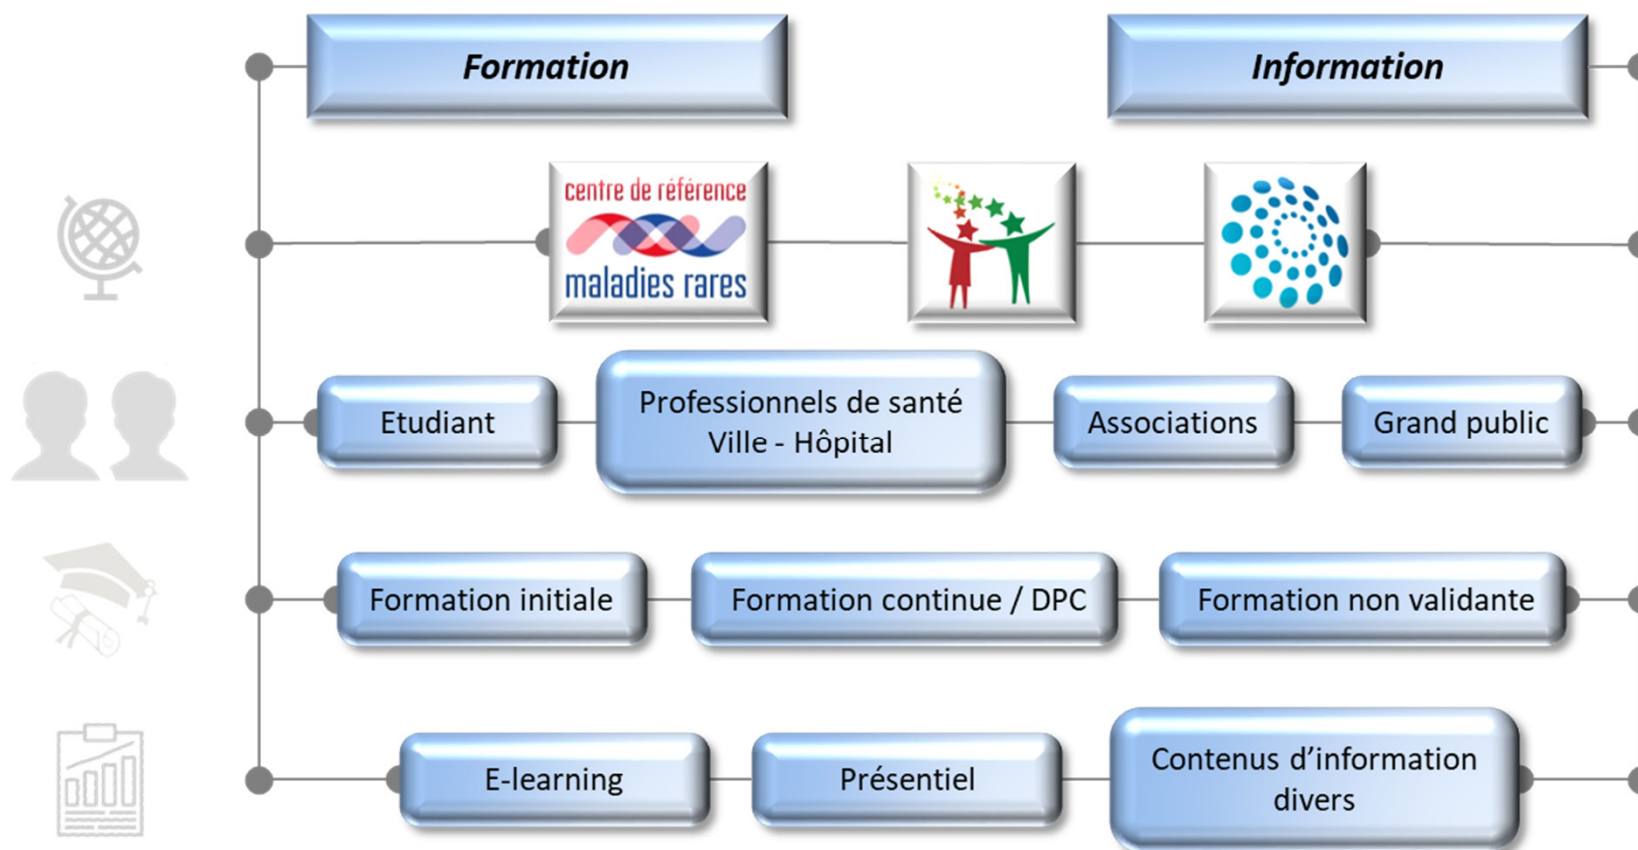 Formation
Information
centre de référence
maladies rares
Etudiant
Professionnels de santé
Ville - Hôpital
Associations
Grand public
Formation initiale
Formation continue / DPC
Formation non validante
E-learning
Présentiel
Contenus d’information
divers